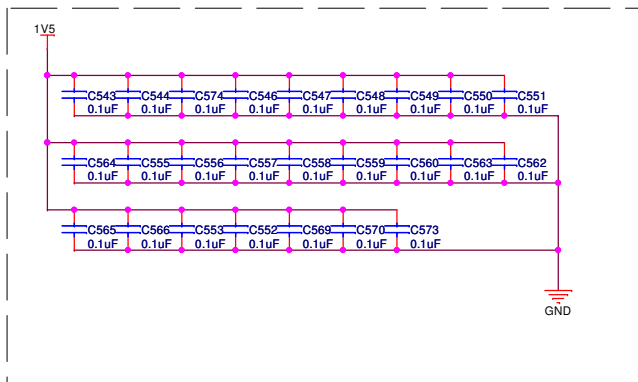 1V5
C543 C544 C574 C546 C547 C548 C549 C550 C551
0.1uF 0.1uF 0.1uF 0.1uF 0.1uF 0.1uF 0.1uF 0.1uF 0.1uF
C564 C555 C556 C557 C558 C559 C560 C563 C562
0.1uF 0.1uF 0.1uF 0.1uF 0.1uF 0.1uF 0.1uF 0.1uF 0.1uF
C565 C566 C553 C552 C569 C570 C573
0.1uF 0.1uF 0.1uF 0.1uF 0.1uF 0.1uF 0.1uF
GND